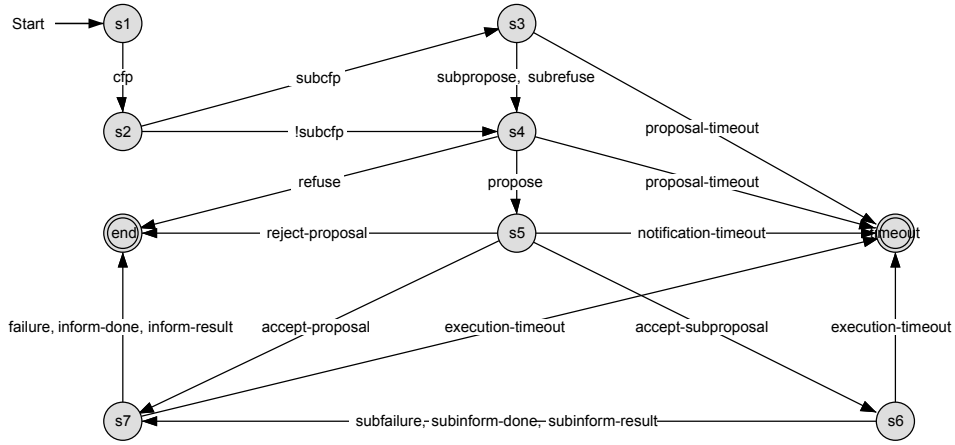 Start
s1
s3
cfp
subcfp
subpropose, subrefuse
s2
!subcfp
s4
proposal-timeout
refuse
propose
proposal-timeout
end
reject-proposal
s5
notification-timeout
timeout
failure, inform-done, inform-result
accept-proposal
execution-timeout
accept-subproposal
execution-timeout
s7
subfailure, subinform-done, subinform-result
s6